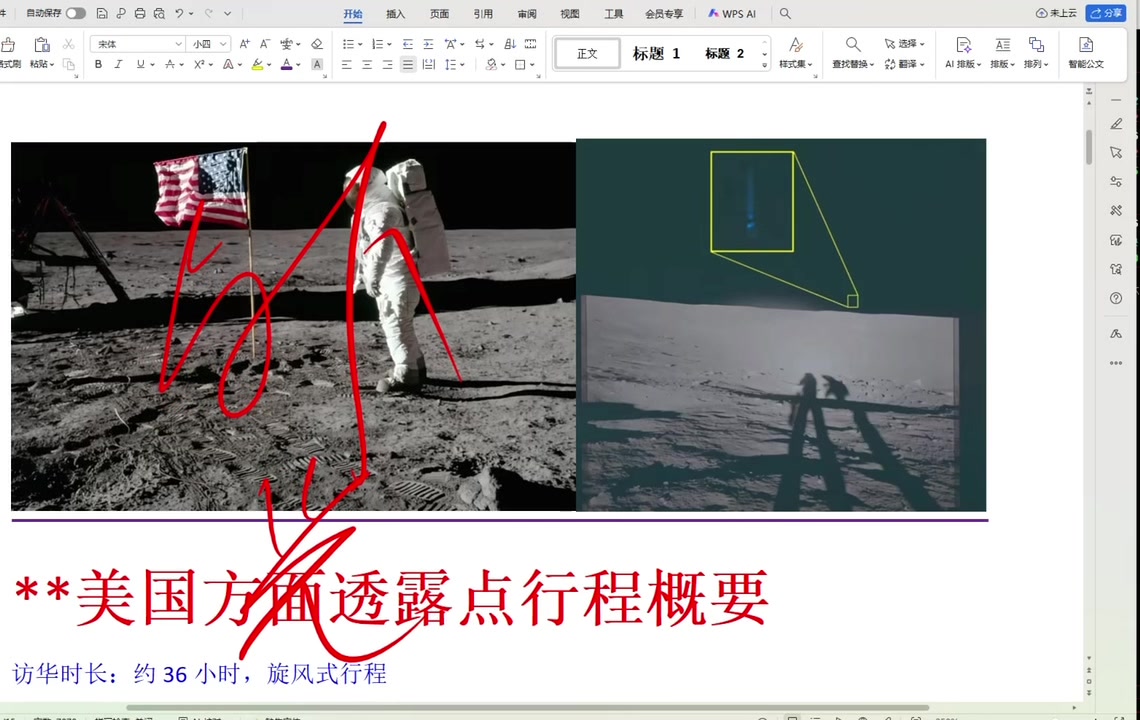 自动保存 开始 插入 页面 引用 审阅 视图 工具 会员专享 WPS AI 未上云 分享
宋体 小四 正文 标题 1 标题 2
式刷 粘贴 样式集 查找替换 选择 翻译 AI 排版 排版 排列 智能公文
**美国方面透露点行程概要
访华时长：约 36 小时，旋风式行程